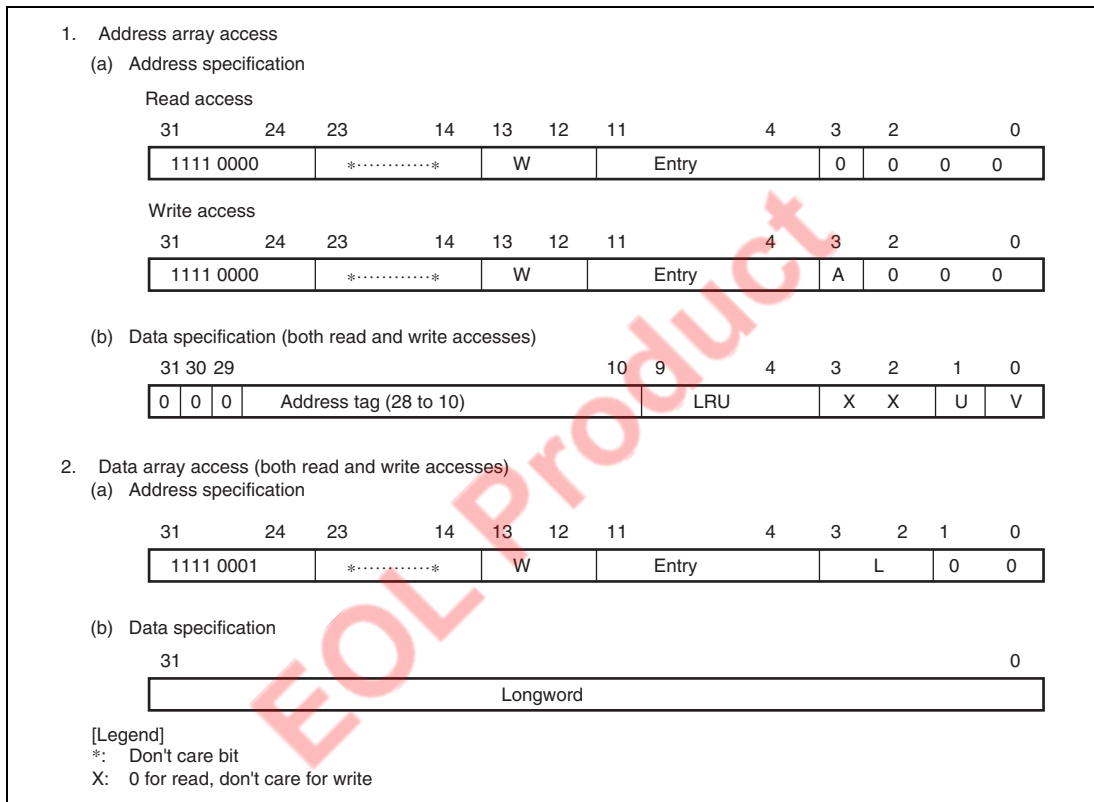 1. Address array access
(a) Address specification
Read access
31 24 23 14 13 12 11 4 3 2 0
1111 0000 *············* W Entry 0 0 0 0
Write access
31 24 23 14 13 12 11 4 3 2 0
1111 0000 *············* W Entry A 0 0 0
(b) Data specification (both read and write accesses)
31 30 29 10 9 4 3 2 1 0
0 0 0 Address tag (28 to 10) LRU X X U V
2. Data array access (both read and write accesses)
(a) Address specification
31 24 23 14 13 12 11 4 3 2 1 0
1111 0001 *············* W Entry L 0 0
(b) Data specification
31 0
Longword
[Legend]
*: Don't care bit
X: 0 for read, don't care for write
EOL Product